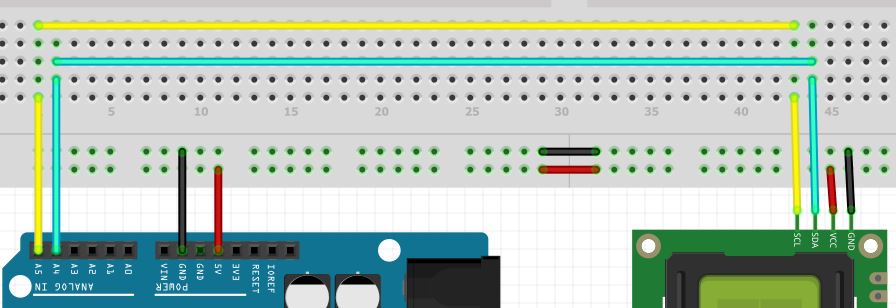 5 10 15 20 25 30 35 40 45
SCL SDA VCC GND
A5 A4 A3 A2 A1 A0 VIN GND GND 5V 3V3 RESET IOREF
ANALOG IN POWER